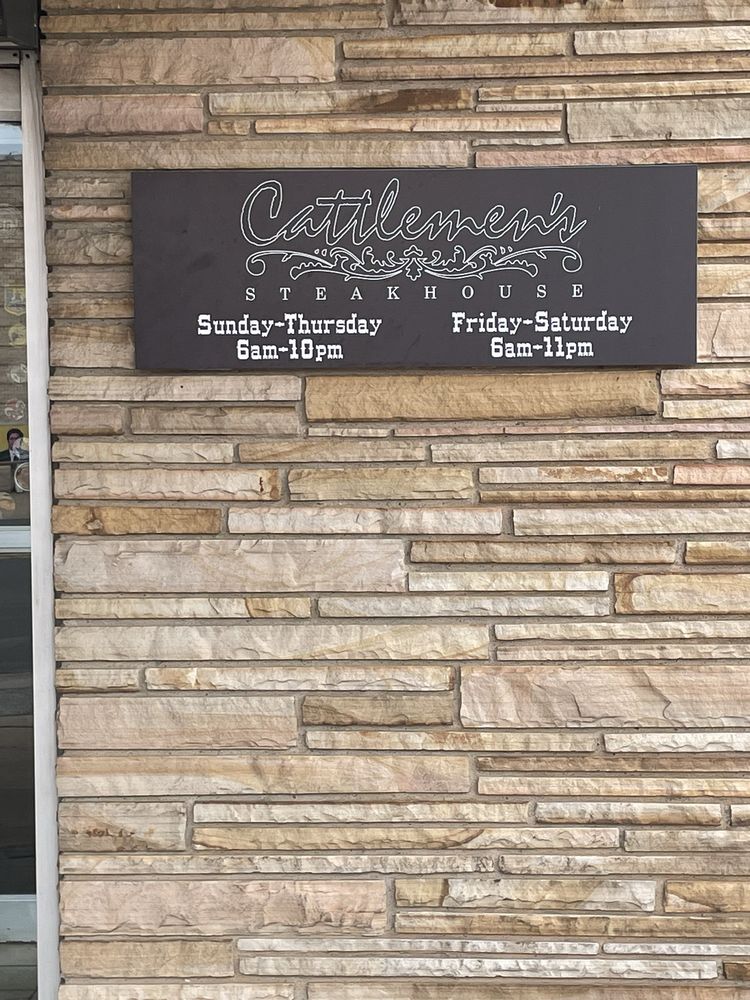 Cattlemen's
STEAKHOUSE
Sunday-Thursday
6am-10pm
Friday-Saturday
6am-11pm